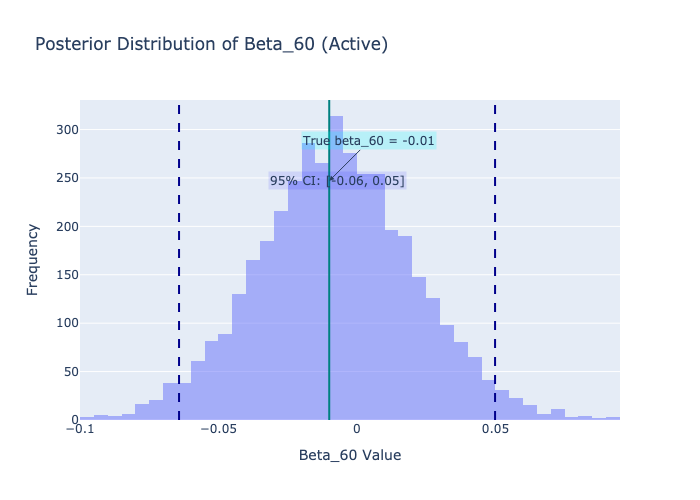 Posterior Distribution of Beta_60 (Active)
300
True beta_60 = -0.01
250
95% CI: [-0.06, 0.05]
200
150
100
50
0
−0.1
−0.05
0
0.05
Frequency
Beta_60 Value